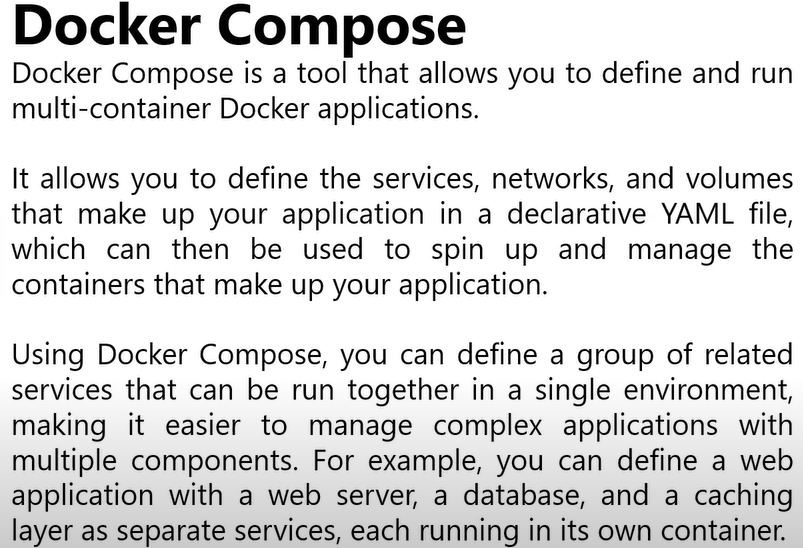 Docker Compose
Docker Compose is a tool that allows you to define and run
multi-container Docker applications.
It allows you to define the services, networks, and volumes
that make up your application in a declarative YAML file,
which can then be used to spin up and manage the
containers that make up your application.
Using Docker Compose, you can define a group of related
services that can be run together in a single environment,
making it easier to manage complex applications with
multiple components. For example, you can define a web
application with a web server, a database, and a caching
layer as separate services, each running in its own container.